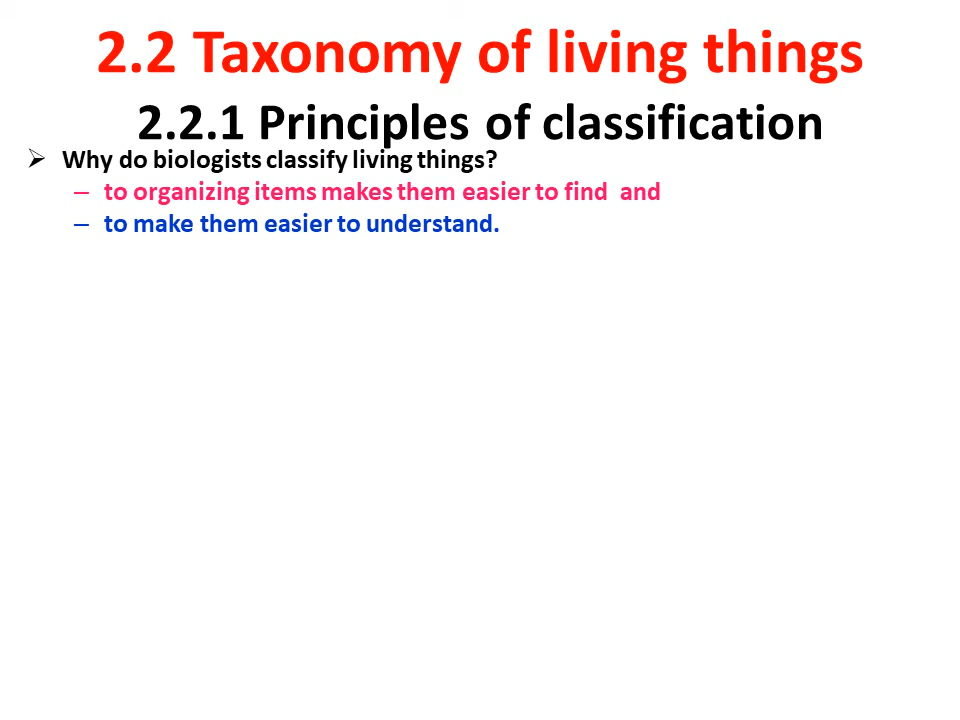 2.2 Taxonomy of living things
2.2.1 Principles of classification
➢ Why do biologists classify living things?
– to organizing items makes them easier to find and
– to make them easier to understand.